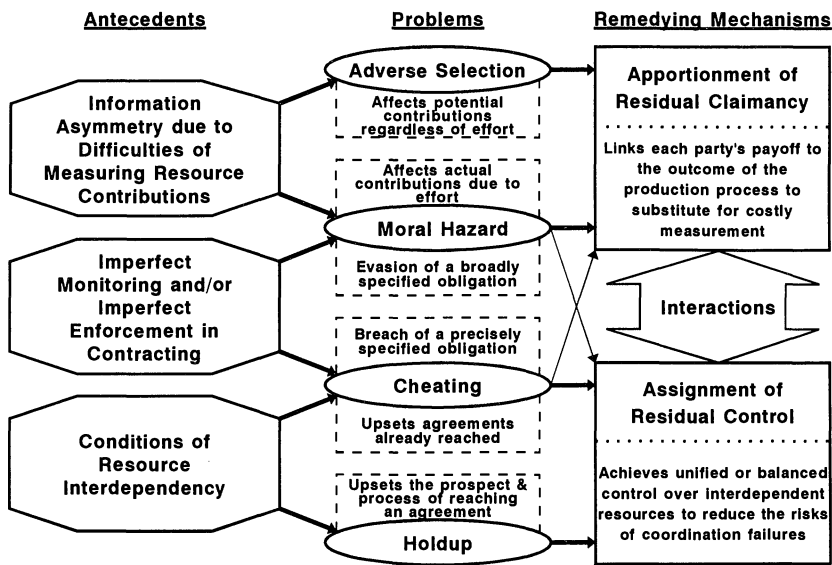 Antecedents
Problems
Remedying Mechanisms
Information
Asymmetry due to
Difficulties of
Measuring Resource
Contributions
Imperfect
Monitoring and/or
Imperfect
Enforcement in
Contracting
Conditions of
Resource
Interdependency
Adverse Selection
Affects potential
contributions
regardless of effort
Affects actual
contributions due to
effort
Moral Hazard
Evasion of a broadly
specified obligation
Breach of a precisely
specified obligation
Cheating
Upsets agreements
already reached
Upsets the prospect &
process of reaching
an agreement
Holdup
Apportionment of
Residual Claimancy
Links each party's payoff to
the outcome of the
production process to
substitute for costly
measurement
Interactions
Assignment of
Residual Control
Achieves unified or balanced
control over interdependent
resources to reduce the risks
of coordination failures